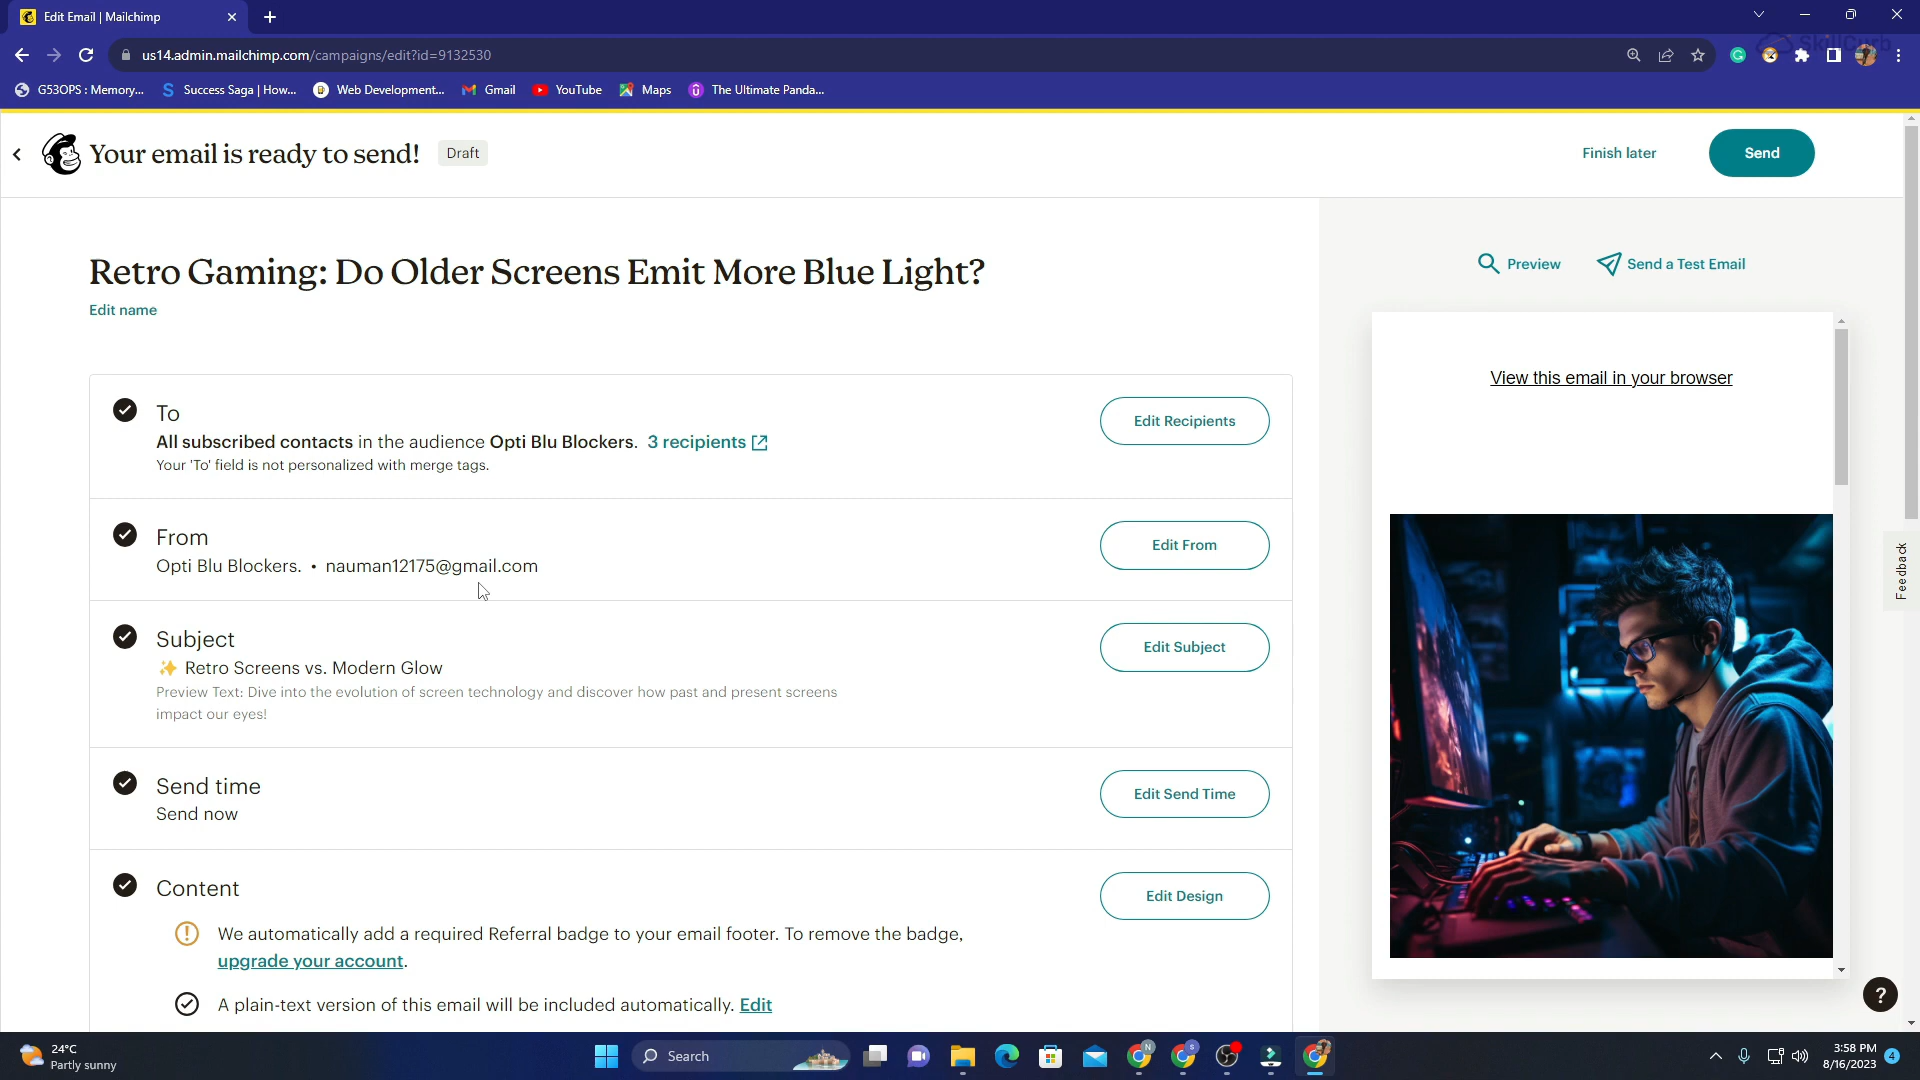 Edit Email | Mailchimp
us14.admin.mailchimp.com/campaigns/edit?id=9132530
SkillCurb
G53OPS : Memory...
Success Saga | How...
Web Development...
Gmail
YouTube
Maps
The Ultimate Panda...
Your email is ready to send!
Draft
Finish later
Send
Retro Gaming: Do Older Screens Emit More Blue Light?
Edit name
Preview
Send a Test Email
To
All subscribed contacts in the audience Opti Blu Blockers. 3 recipients
Your 'To' field is not personalized with merge tags.
Edit Recipients
View this email in your browser
From
Opti Blu Blockers. • nauman12175@gmail.com
Edit From
Feedback
Subject
✨ Retro Screens vs. Modern Glow
Preview Text: Dive into the evolution of screen technology and discover how past and present screens
impact our eyes!
Edit Subject
Send time
Send now
Edit Send Time
Content
Edit Design
We automatically add a required Referral badge to your email footer. To remove the badge,
upgrade your account.
A plain-text version of this email will be included automatically. Edit
?
24°C
Partly sunny
Search
N
S
3:58 PM
8/16/2023
4